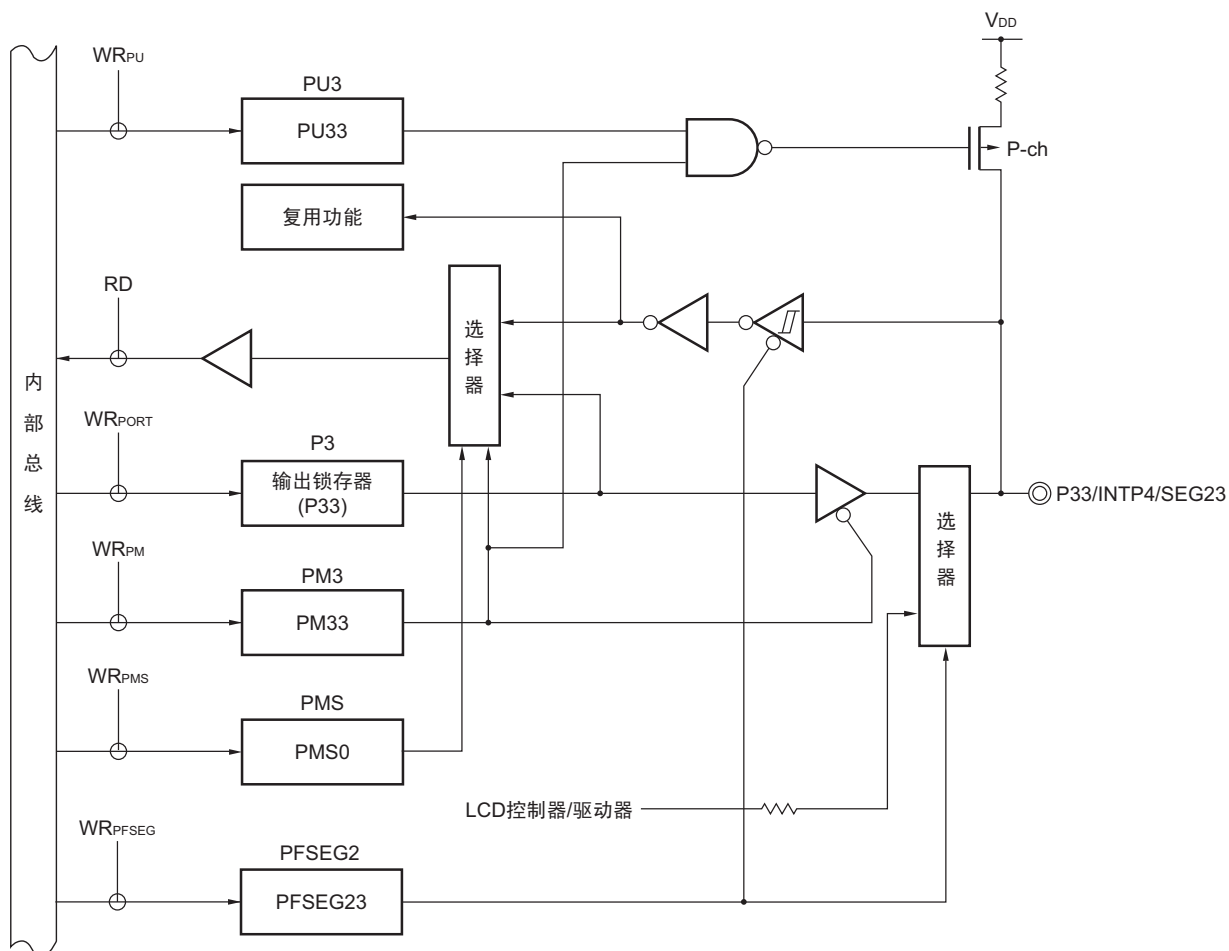 VDD
WRPU
PU3
PU33
P-ch
复用功能
RD
选择器
内部总线
WRPORT
P3
输出锁存器
(P33)
选择器
P33/INTP4/SEG23
WRPM
PM3
PM33
WRPMS
PMS
PMS0
LCD控制器/驱动器
WRPFSEG
PFSEG2
PFSEG23